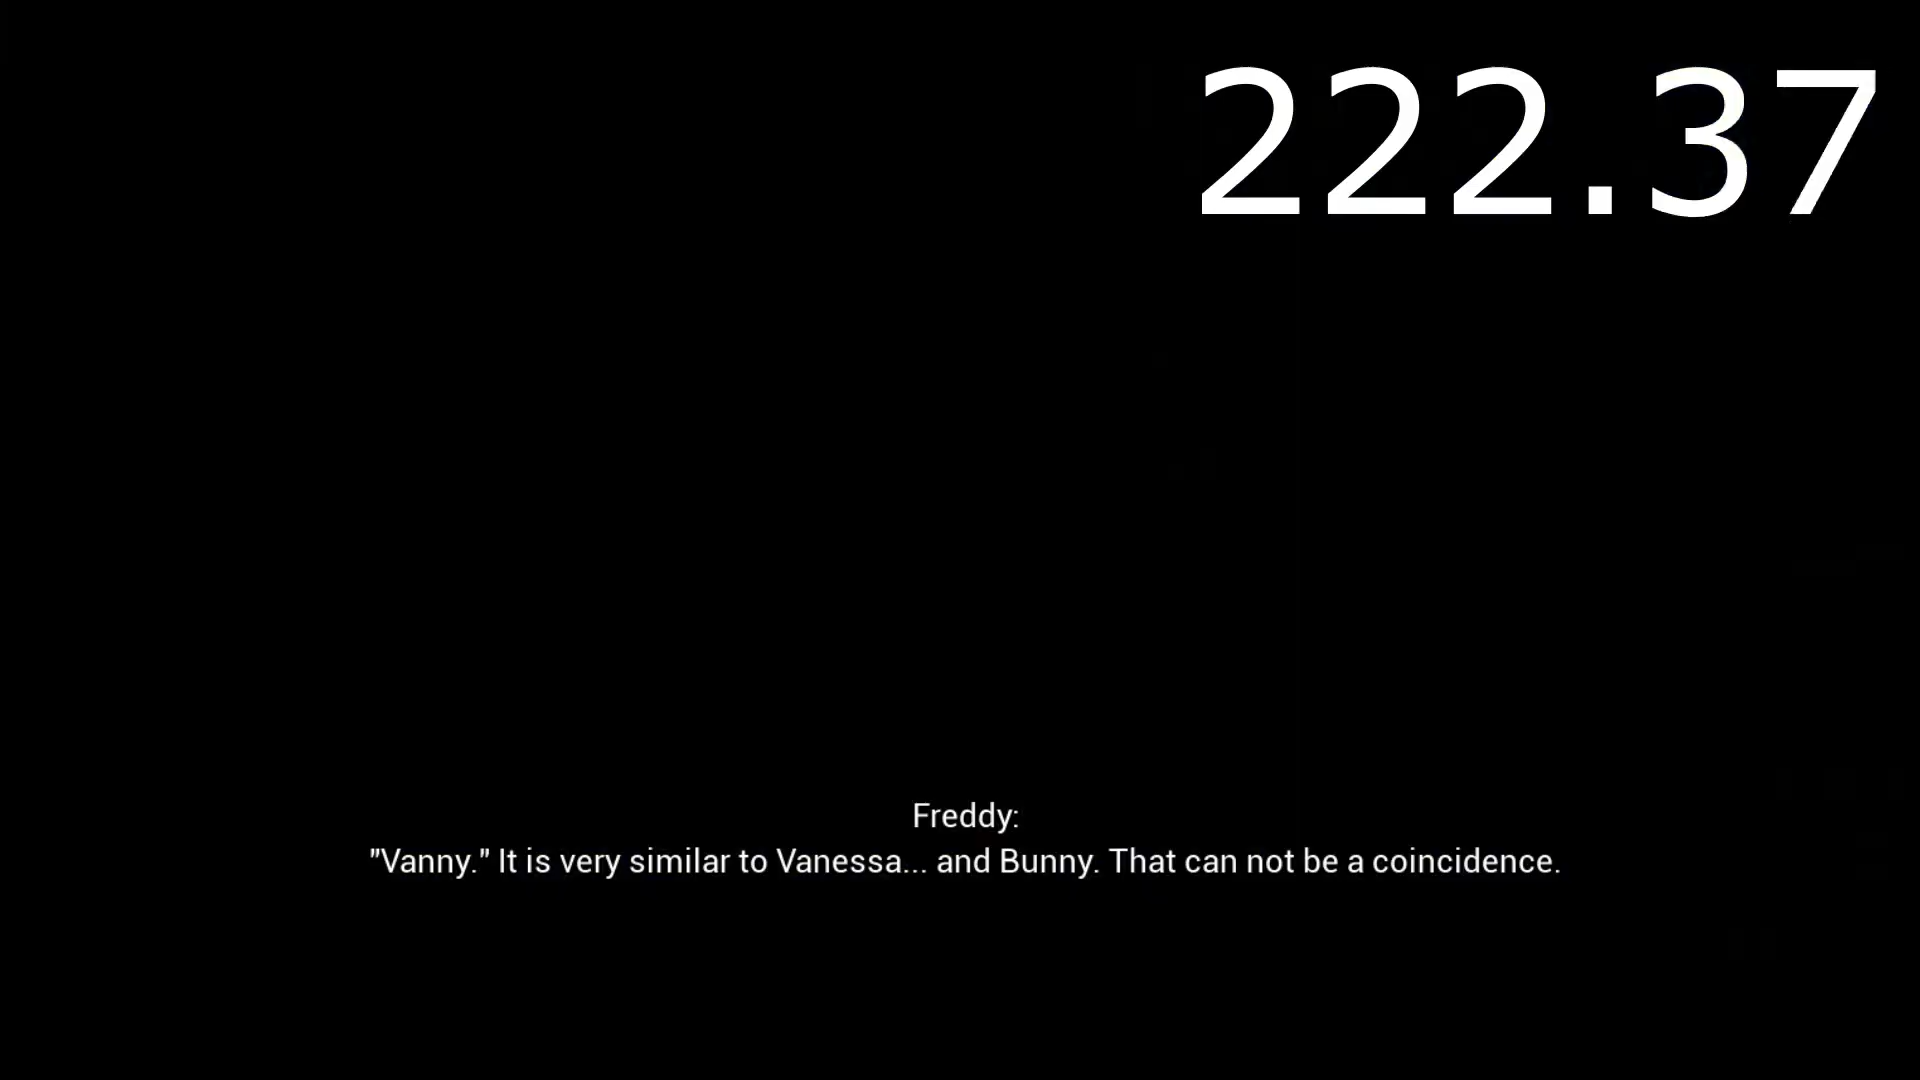 222.37
Freddy:
"Vanny." It is very similar to Vanessa... and Bunny. That can not be a coincidence.